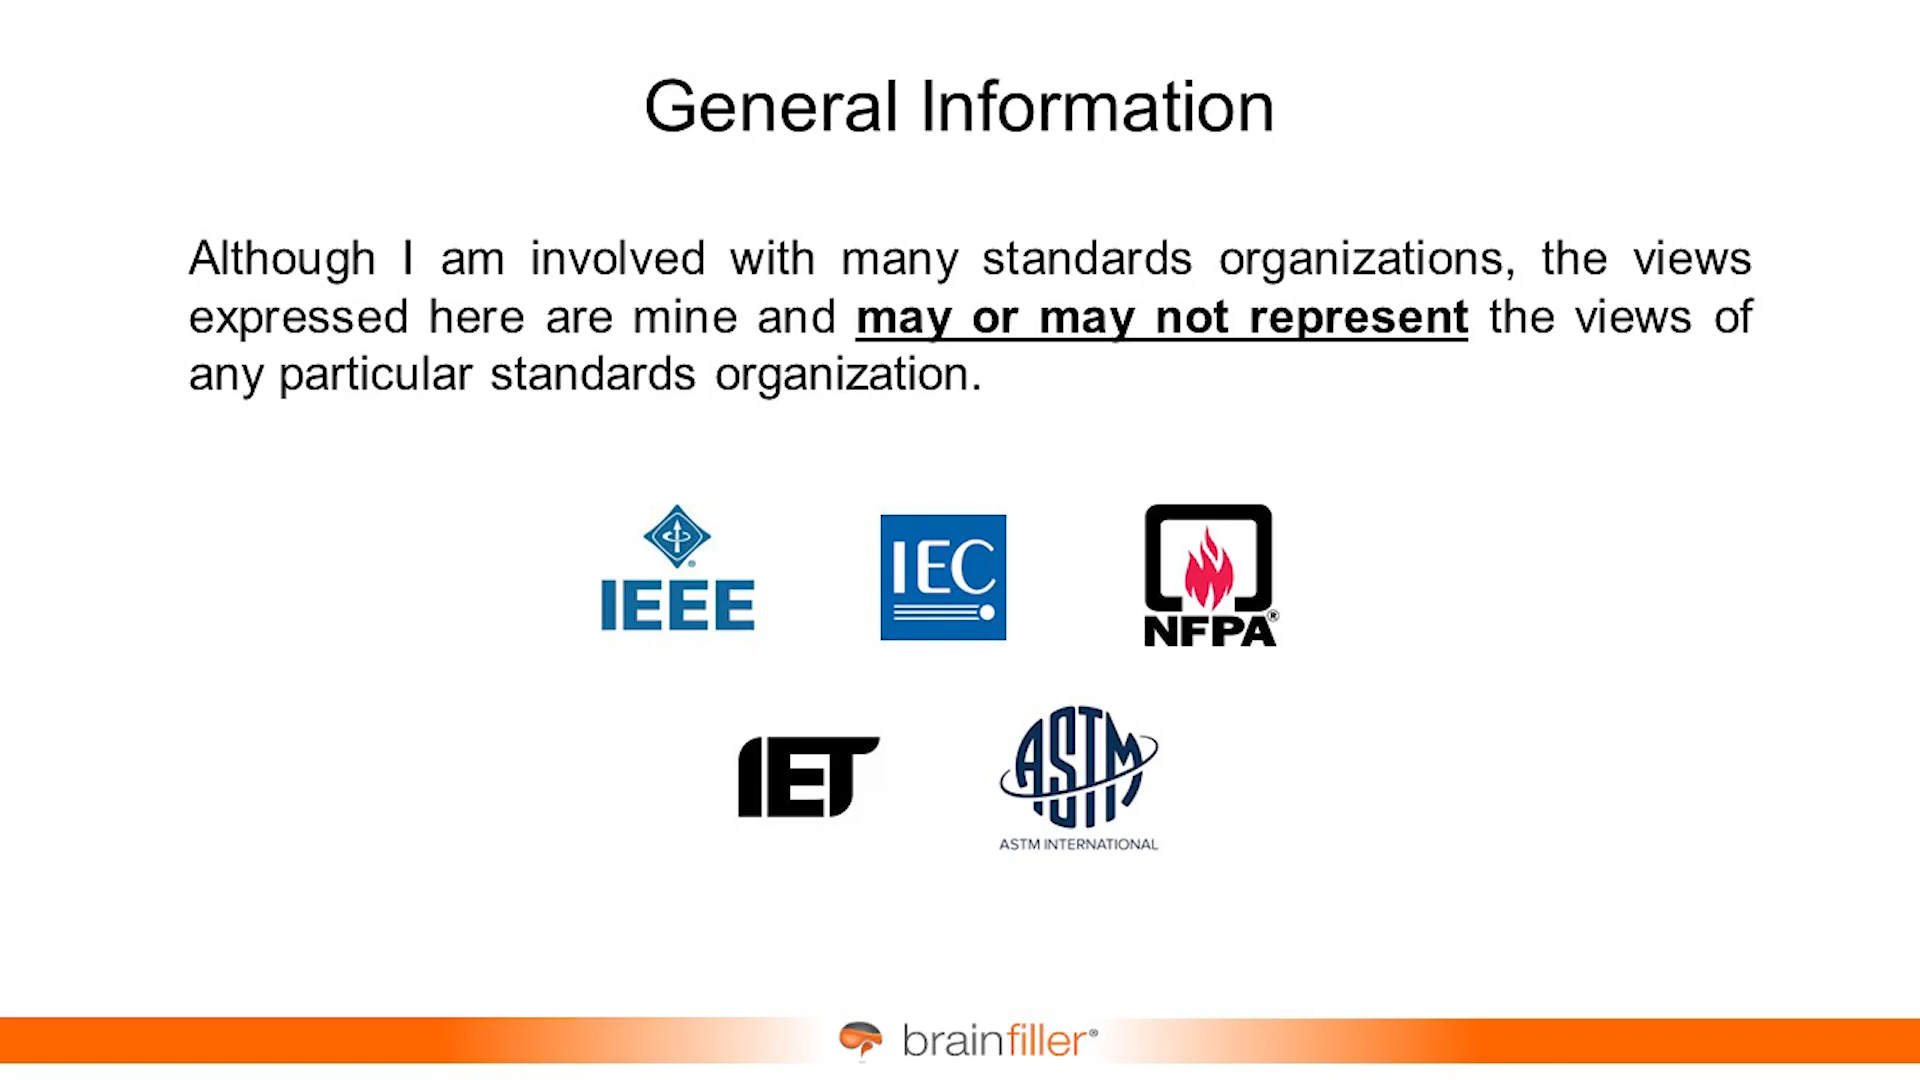 General Information
Although I am involved with many standards organizations, the views
expressed here are mine and may or may not represent the views of
any particular standards organization.
IEEE®
IEC
NFPA®
IET
ASTM
ASTM INTERNATIONAL
brainfiller®